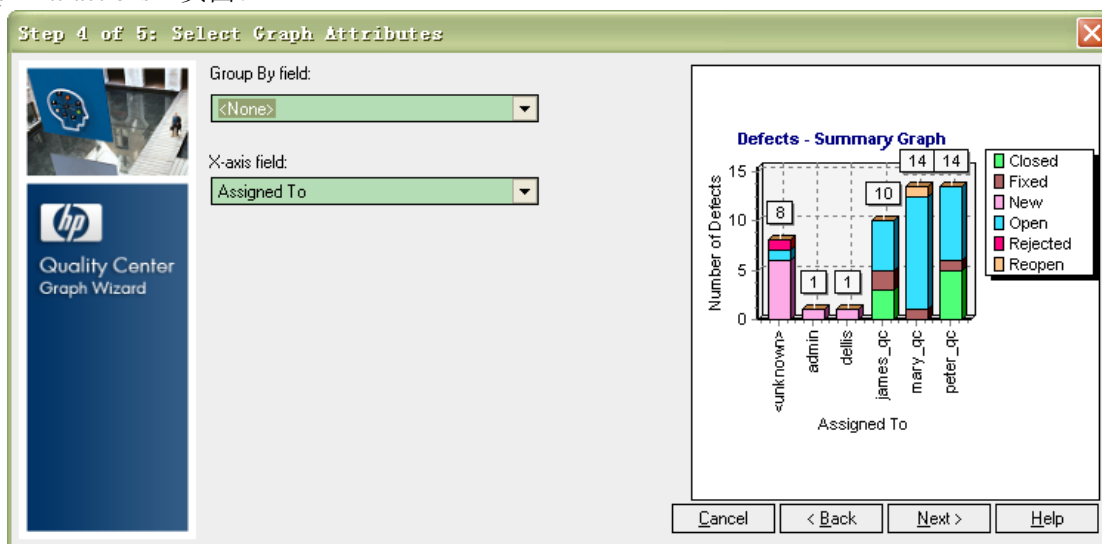 Step 4 of 5: Select Graph Attributes
Group By field:
<None>
X-axis field:
Assigned To
hp
Quality Center
Graph Wizard
Defects - Summary Graph
Number of Defects
15
10
5
0
8
1
1
10
14
14
<unknown>
admin
dellis
james_qc
mary_qc
peter_qc
Assigned To
Closed
Fixed
New
Open
Rejected
Reopen
Cancel
< Back
Next >
Help